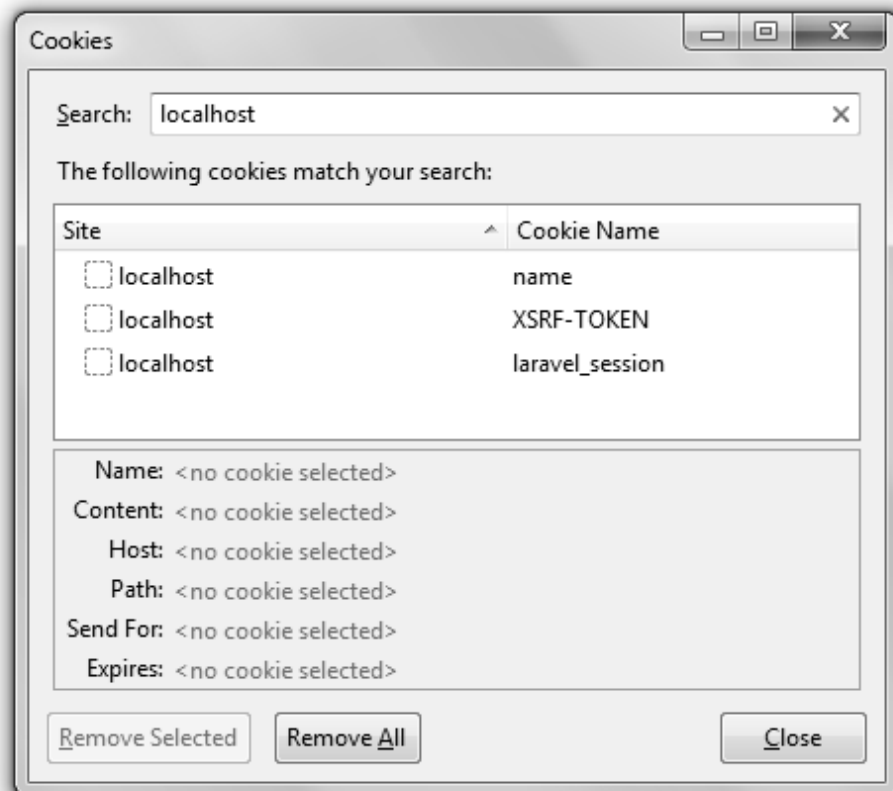 Cookies
Search: localhost
The following cookies match your search:
Site Cookie Name
localhost name
localhost XSRF-TOKEN
localhost laravel_session
Name: <no cookie selected>
Content: <no cookie selected>
Host: <no cookie selected>
Path: <no cookie selected>
Send For: <no cookie selected>
Expires: <no cookie selected>
Remove Selected Remove All Close